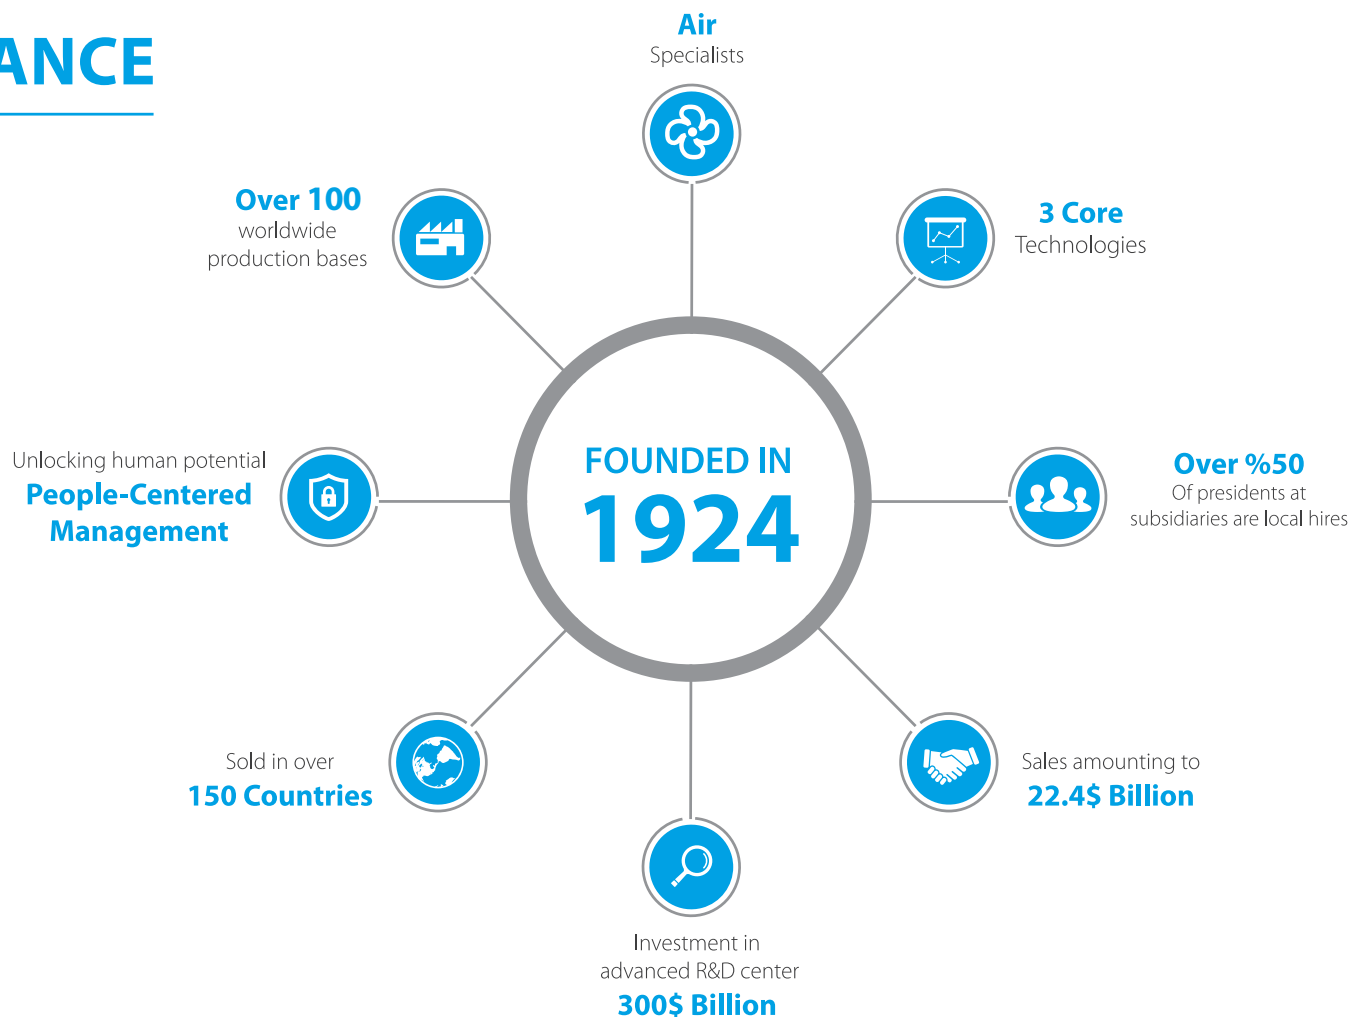 ANCE
Air
Specialists
Over 100
worldwide
production bases
3 Core
Technologies
Unlocking human potential
People-Centered
Management
FOUNDED IN
1924
Over %50
Of presidents at
subsidiaries are local hires
Sold in over
150 Countries
Sales amounting to
22.4$ Billion
Investment in
advanced R&D center
300$ Billion